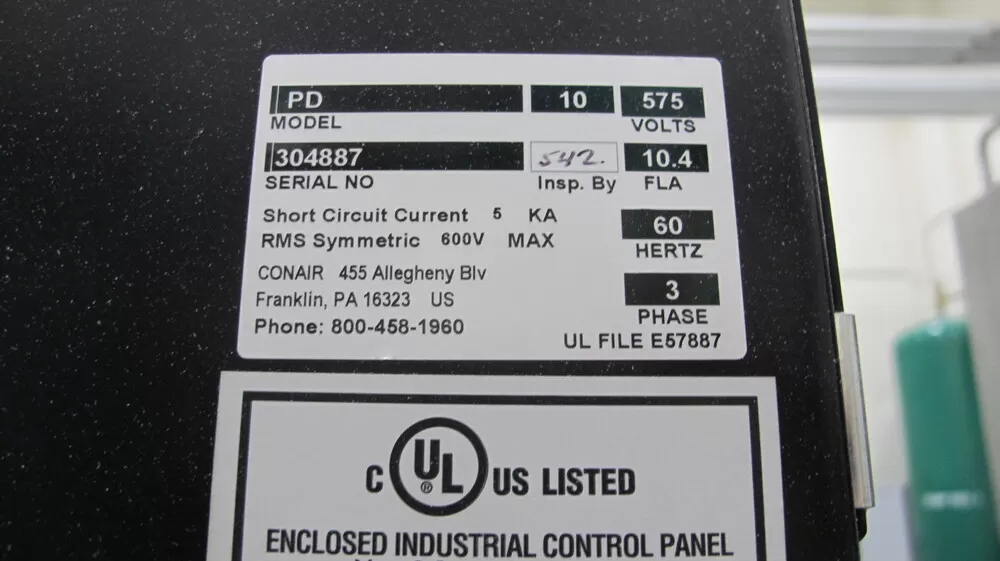 PD 10 575
MODEL VOLTS
304887 542. 10.4
SERIAL NO Insp. By FLA
Short Circuit Current 5 KA
RMS Symmetric 600V MAX
60
HERTZ
CONAIR 455 Allegheny Blv
Franklin, PA 16323 US
Phone: 800-458-1960
3
PHASE
UL FILE E57887
C UL® US LISTED
ENCLOSED INDUSTRIAL CONTROL PANEL